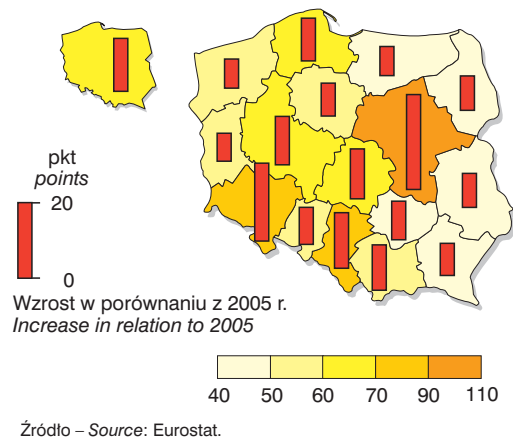 pkt
points
20
0
Wzrost w porównaniu z 2005 r.
Increase in relation to 2005
40 50 60 70 90 110
Źródło – Source: Eurostat.